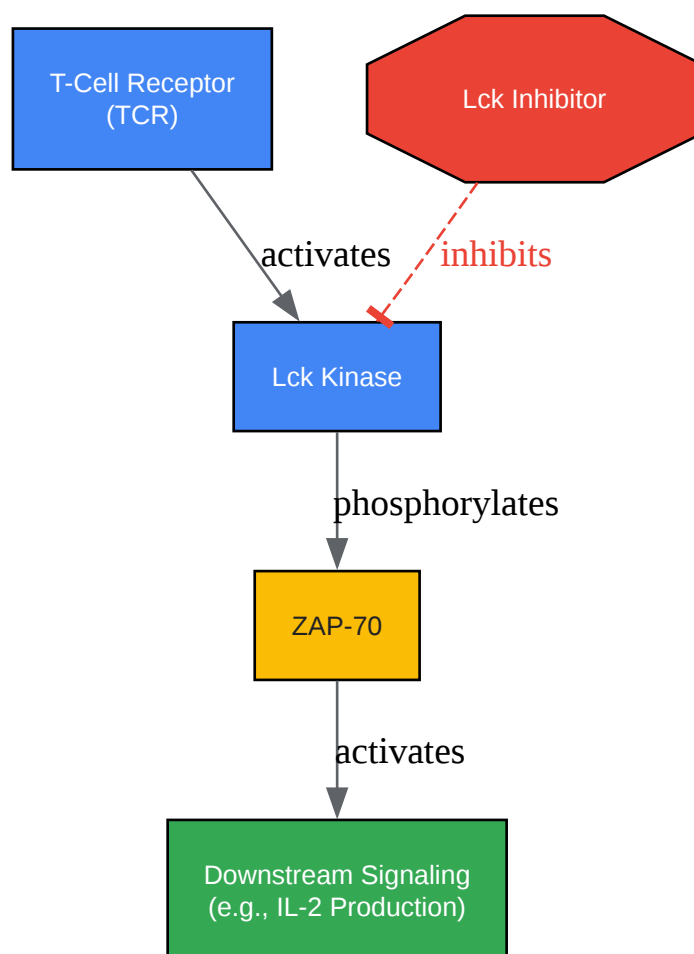 T-Cell Receptor
(TCR)
Lck Inhibitor
activates
inhibits
Lck Kinase
phosphorylates
ZAP-70
activates
Downstream Signaling
(e.g., IL-2 Production)